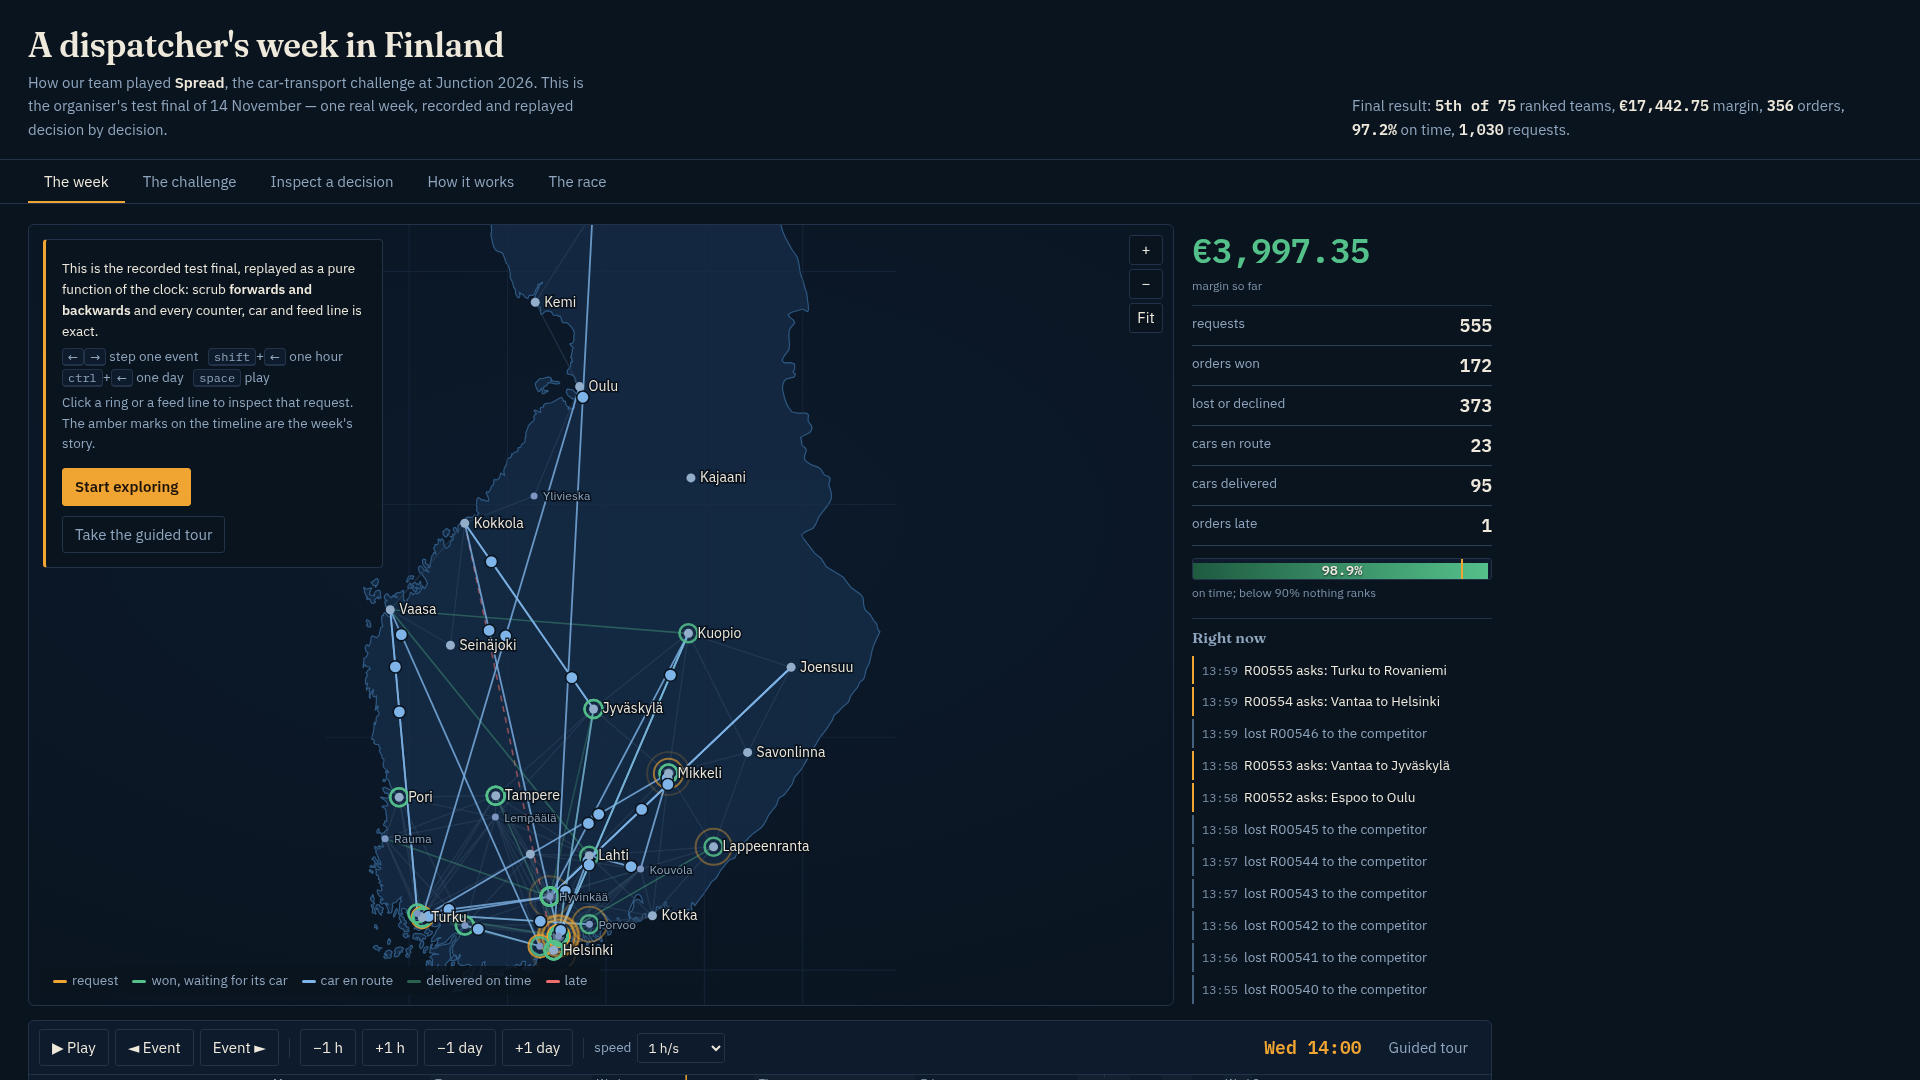 A dispatcher's week in Finland
How our team played Spread, the car-transport challenge at Junction 2026. This is
the organiser's test final of 14 November — one real week, recorded and replayed
decision by decision.
Final result: 5th of 75 ranked teams, €17,442.75 margin, 356 orders,
97.2% on time, 1,030 requests.
The week
The challenge
Inspect a decision
How it works
The race
This is the recorded test final, replayed as a pure
function of the clock: scrub forwards and
backwards and every counter, car and feed line is
exact.
← → step one event shift+← one hour
ctrl+← one day space play
Click a ring or a feed line to inspect that request.
The amber marks on the timeline are the week's
story.
Start exploring
Take the guided tour
+
−
Fit
Kemi
Oulu
Kajaani
Ylivieska
Kokkola
Vaasa
Seinäjoki
Kuopio
Joensuu
Jyväskylä
Savonlinna
Mikkeli
Pori
Tampere
Lempäälä
Rauma
Lappeenranta
Lahti
Kouvola
Hyvinkää
Turku
Porvoo
Kotka
Helsinki
request
won, waiting for its car
car en route
delivered on time
late
€3,997.35
margin so far
requests 555
orders won 172
lost or declined 373
cars en route 23
cars delivered 95
orders late 1
98.9%
on time; below 90% nothing ranks
Right now
13:59 R00555 asks: Turku to Rovaniemi
13:59 R00554 asks: Vantaa to Helsinki
13:59 lost R00546 to the competitor
13:58 R00553 asks: Vantaa to Jyväskylä
13:58 R00552 asks: Espoo to Oulu
13:58 lost R00545 to the competitor
13:57 lost R00544 to the competitor
13:57 lost R00543 to the competitor
13:56 lost R00542 to the competitor
13:56 lost R00541 to the competitor
13:55 lost R00540 to the competitor
▶ Play
◄ Event
Event ►
−1 h
+1 h
−1 day
+1 day
speed
1 h/s
Wed 14:00
Guided tour